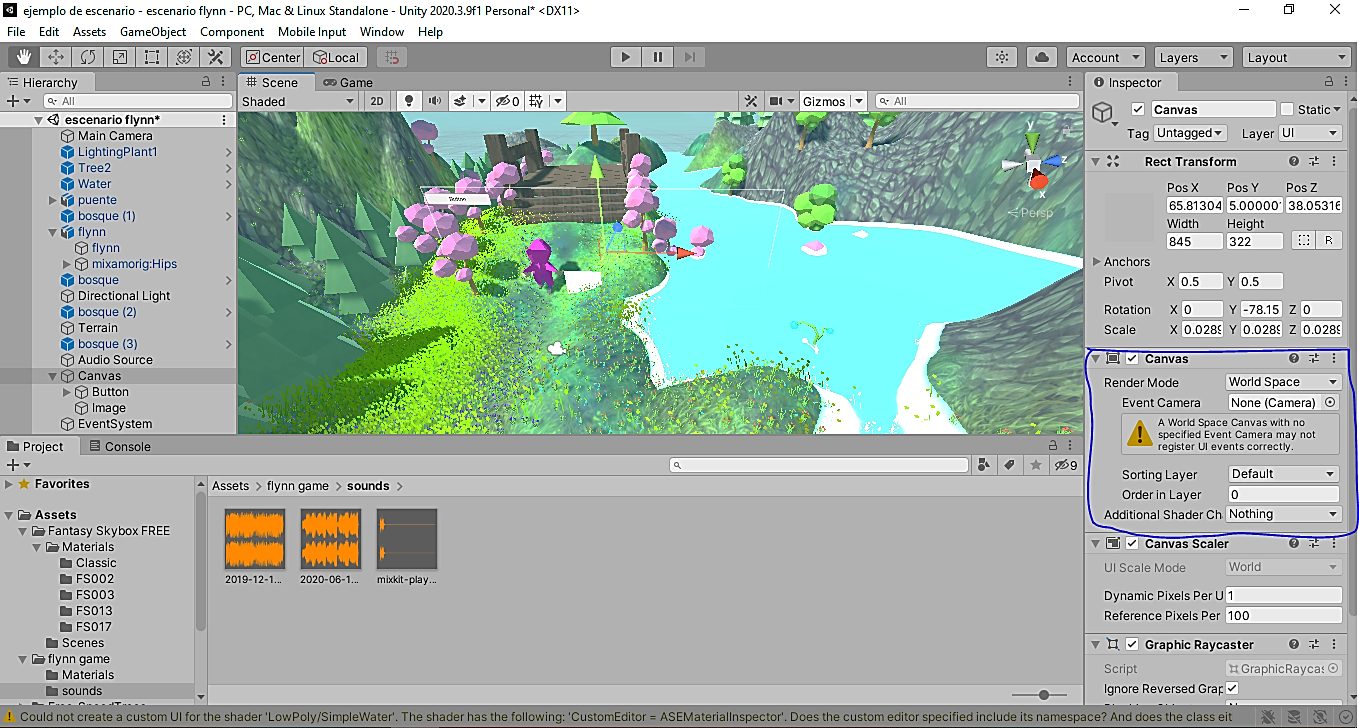 ejemplo de escenario - escenario flynn - PC, Mac & Linux Standalone - Unity 2020.3.9f1 Personal* <DX11>
File Edit Assets GameObject Component Mobile Input Window Help
Center Local Account Layers Layout
Hierarchy
All
escenario flynn*
Main Camera
LightingPlant1
Tree2
Water
puente
bosque (1)
flynn
flynn
mixamorig:Hips
bosque
Directional Light
bosque (2)
Terrain
bosque (3)
Audio Source
Canvas
Button
Image
EventSystem
Scene Game
Shaded 2D 0 Gizmos All
Button
y
z
x
Persp
Inspector
Canvas Static
Tag Untagged Layer UI
Rect Transform
Pos X Pos Y Pos Z
65.81304 5.00000 38.05316
Width Height
845 322 R
Anchors
Pivot X 0.5 Y 0.5
Rotation X 0 Y -78.15 Z 0
Scale X 0.0289 Y 0.0289 Z 0.0289
Canvas
Render Mode World Space
Event Camera None (Camera)
A World Space Canvas with no
specified Event Camera may not
register UI events correctly.
Sorting Layer Default
Order in Layer 0
Additional Shader Ch Nothing
Canvas Scaler
UI Scale Mode World
Dynamic Pixels Per U 1
Reference Pixels Per 100
Graphic Raycaster
Script GraphicRaycas
Ignore Reversed Grap
Project Console
9
Favorites
Assets
Fantasy Skybox FREE
Materials
Classic
FS002
FS003
FS013
FS017
Scenes
flynn game
Materials
sounds
Assets > flynn game > sounds >
2019-12-1... 2020-06-1... mixkit-play...
Could not create a custom UI for the shader 'LowPoly/SimpleWater'. The shader has the following: 'CustomEditor = ASEMaterialInspector'. Does the custom editor specified include its namespace? And does the class eit